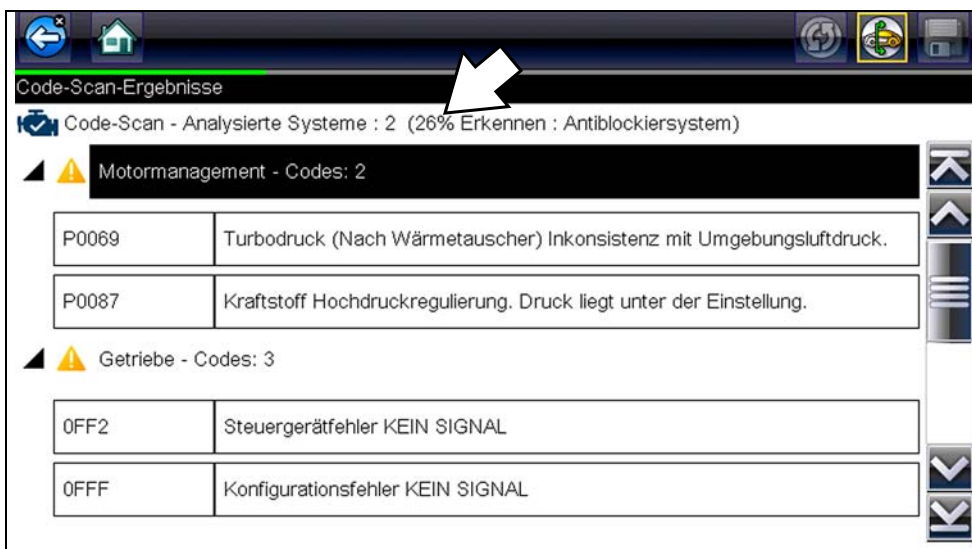 Code-Scan-Ergebnisse
Code-Scan - Analysierte Systeme : 2 (26% Erkennen : Antiblockiersystem)
Motormanagement - Codes: 2
P0069 Turbodruck (Nach Wärmetauscher) Inkonsistenz mit Umgebungsluftdruck.
P0087 Kraftstoff Hochdruckregulierung. Druck liegt unter der Einstellung.
Getriebe - Codes: 3
0FF2 Steuergerätfehler KEIN SIGNAL
0FFF Konfigurationsfehler KEIN SIGNAL